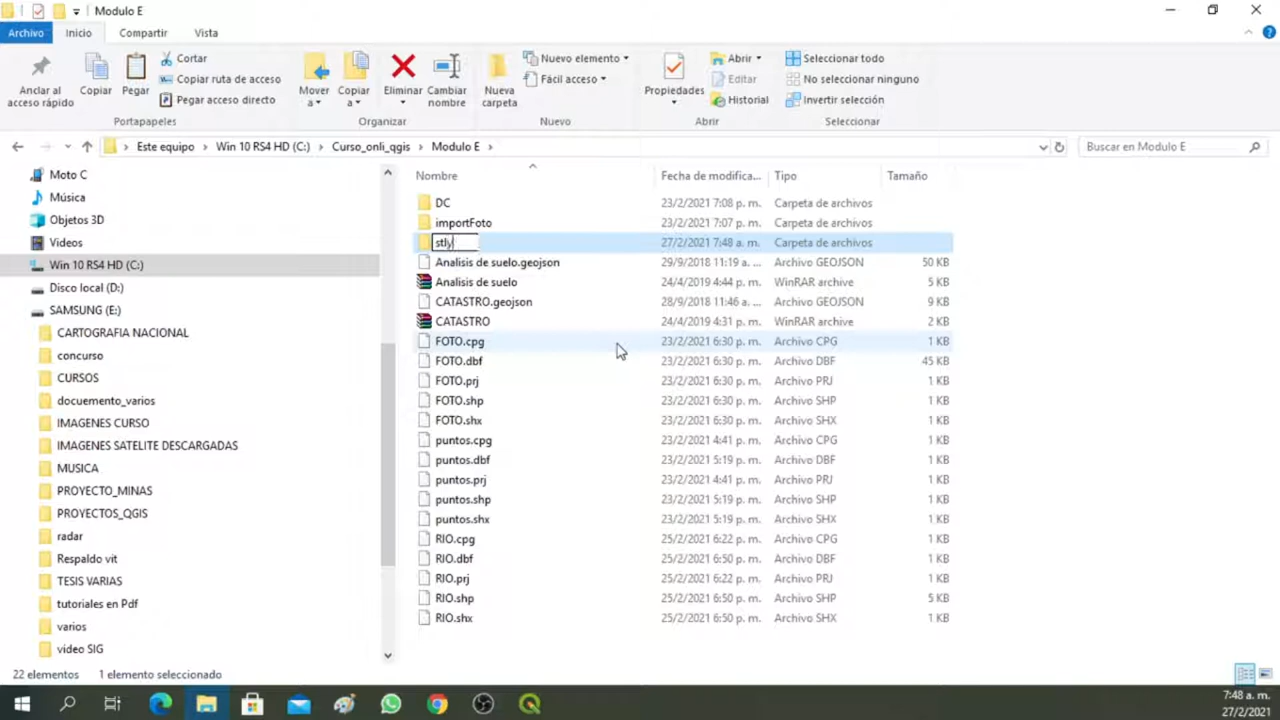 Modulo E
Archivo Inicio Compartir Vista
Anclar al acceso rápido
Copiar
Pegar
Cortar
Copiar ruta de acceso
Pegar acceso directo
Portapapeles
Mover a
Copiar a
Eliminar
Cambiar nombre
Organizar
Nueva carpeta
Nuevo elemento
Fácil acceso
Nuevo
Propiedades
Abrir
Editar
Historial
Abrir
Seleccionar todo
No seleccionar ninguno
Invertir selección
Seleccionar
Este equipo > Win 10 RS4 HD (C:) > Curso_onli_qgis > Modulo E >
Buscar en Modulo E
Moto C
Música
Objetos 3D
Videos
Win 10 RS4 HD (C:)
Disco local (D:)
SAMSUNG (E:)
CARTOGRAFIA NACIONAL
concurso
CURSOS
docuemento_varios
IMAGENES CURSO
IMAGENES SATELITE DESCARGADAS
MUSICA
PROYECTO_MINAS
PROYECTOS_QGIS
radar
Respaldo vit
TESIS VARIAS
tutoriales en Pdf
varios
video SIG
Nombre Fecha de modifica... Tipo Tamaño
DC 23/2/2021 7:08 p. m. Carpeta de archivos
importFoto 23/2/2021 7:07 p. m. Carpeta de archivos
stly 27/2/2021 7:48 a. m. Carpeta de archivos
Analisis de suelo.geojson 29/9/2018 11:19 a. ... Archivo GEOJSON 50 KB
Analisis de suelo 24/4/2019 4:44 p. m. WinRAR archive 5 KB
CATASTRO.geojson 28/9/2018 11:46 a. ... Archivo GEOJSON 9 KB
CATASTRO 24/4/2019 4:31 p. m. WinRAR archive 2 KB
FOTO.cpg 23/2/2021 6:30 p. m. Archivo CPG 1 KB
FOTO.dbf 23/2/2021 6:30 p. m. Archivo DBF 45 KB
FOTO.prj 23/2/2021 6:30 p. m. Archivo PRJ 1 KB
FOTO.shp 23/2/2021 6:30 p. m. Archivo SHP 1 KB
FOTO.shx 23/2/2021 6:30 p. m. Archivo SHX 1 KB
puntos.cpg 23/2/2021 4:41 p. m. Archivo CPG 1 KB
puntos.dbf 23/2/2021 5:19 p. m. Archivo DBF 1 KB
puntos.prj 23/2/2021 4:41 p. m. Archivo PRJ 1 KB
puntos.shp 23/2/2021 5:19 p. m. Archivo SHP 1 KB
puntos.shx 23/2/2021 5:19 p. m. Archivo SHX 1 KB
RIO.cpg 25/2/2021 6:22 p. m. Archivo CPG 1 KB
RIO.dbf 25/2/2021 6:50 p. m. Archivo DBF 1 KB
RIO.prj 25/2/2021 6:22 p. m. Archivo PRJ 1 KB
RIO.shp 25/2/2021 6:50 p. m. Archivo SHP 5 KB
RIO.shx 25/2/2021 6:50 p. m. Archivo SHX 1 KB
22 elementos 1 elemento seleccionado
7:48 a. m.
27/2/2021